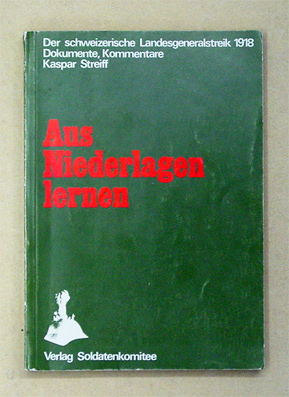 Der schweizerische Landesgeneralstreik 1918
Dokumente, Kommentare
Kaspar Streiff
Aus
Niederlagen
lernen
Verlag Soldatenkomitee